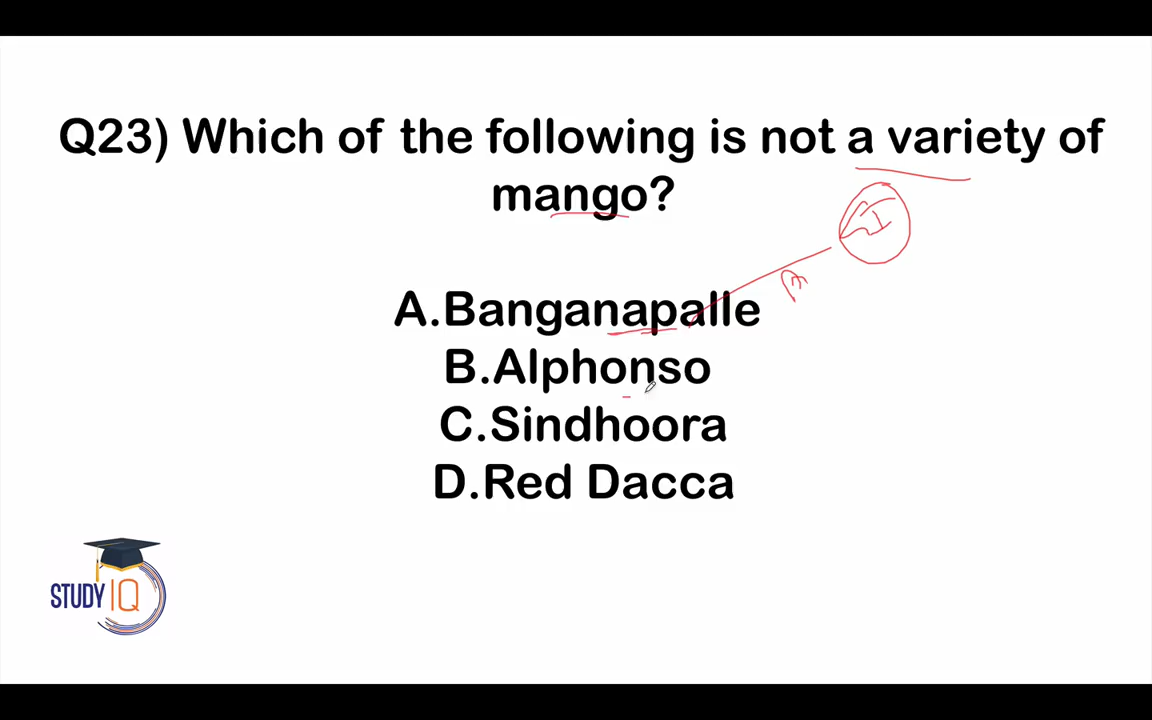 Q23) Which of the following is not a variety of
mango?
A.Banganapalle
B.Alphonso
C.Sindhoora
D.Red Dacca
STUDY IQ